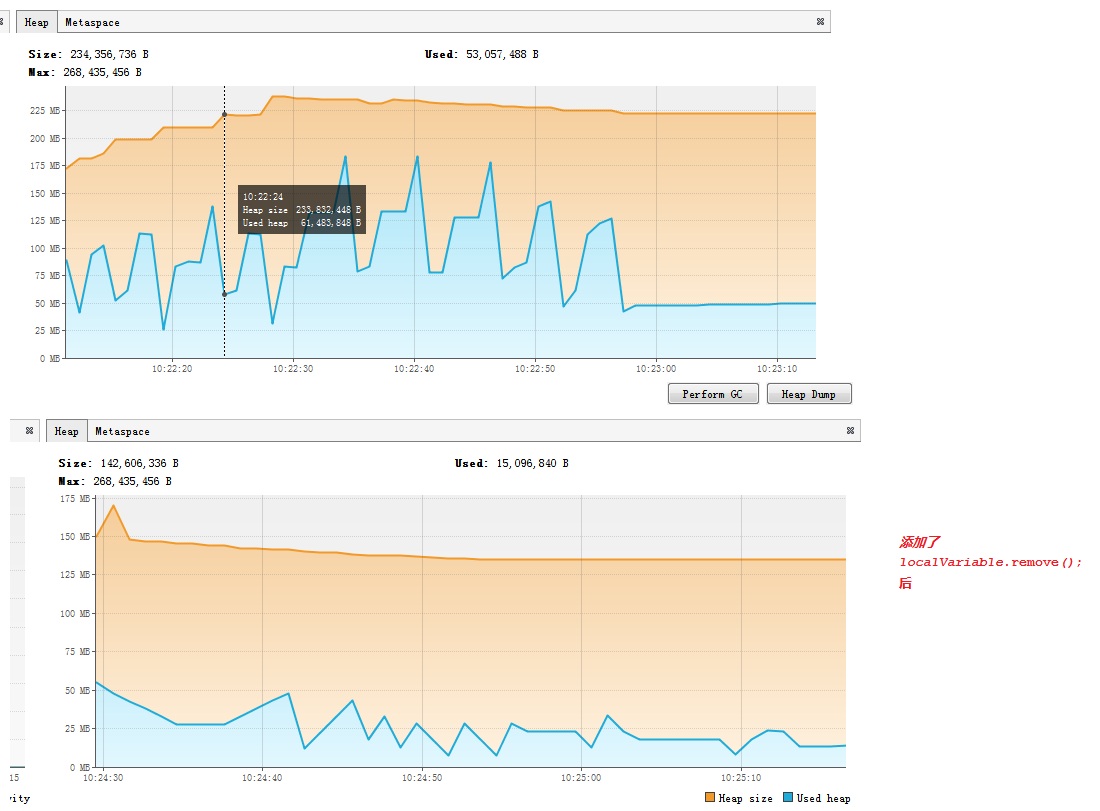 Heap Metaspace
Size: 234,356,736 B Used: 53,057,488 B
Max: 268,435,456 B
225 MB
200 MB
175 MB
150 MB
125 MB
100 MB
75 MB
50 MB
25 MB
0 MB
10:22:24
Heap size 233,832,448 B
Used heap 61,483,848 B
10:22:20 10:22:30 10:22:40 10:22:50 10:23:00 10:23:10
Perform GC Heap Dump
Heap Metaspace
Size: 142,606,336 B Used: 15,096,840 B
Max: 268,435,456 B
175 MB
150 MB
125 MB
100 MB
75 MB
50 MB
25 MB
0 MB
添加了
localVariable.remove();
后
15 10:24:30 10:24:40 10:24:50 10:25:00 10:25:10
ity Heap size Used heap